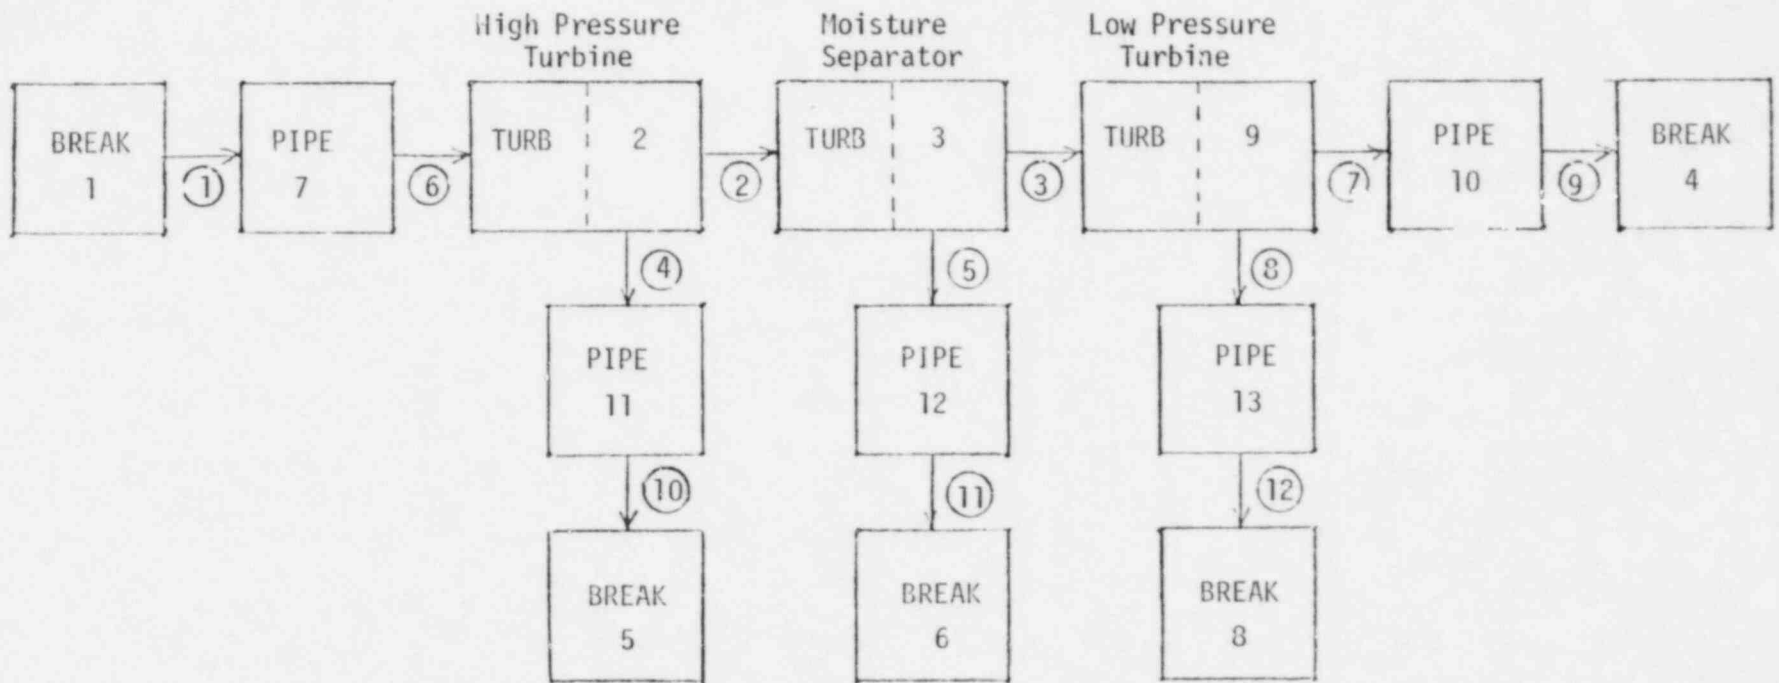 High Pressure
Turbine
Moisture
Separator
Low Pressure
Turbine
BREAK
1
1
PIPE
7
6
TURB 2
2
TURB 3
3
TURB 9
7
PIPE
10
9
BREAK
4
4
5
8
PIPE
11
PIPE
12
PIPE
13
10
11
12
BREAK
5
BREAK
6
BREAK
8